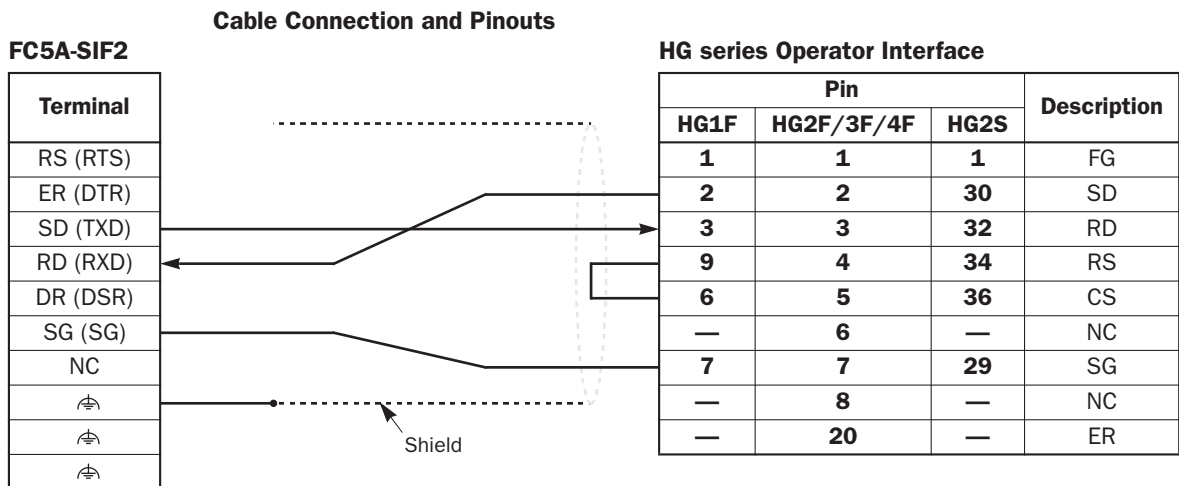 Cable Connection and Pinouts
FC5A-SIF2
Terminal
RS (RTS)
ER (DTR)
SD (TXD)
RD (RXD)
DR (DSR)
SG (SG)
NC
Shield
HG series Operator Interface
Pin Description
HG1F HG2F/3F/4F HG2S
1 1 1 FG
2 2 30 SD
3 3 32 RD
9 4 34 RS
6 5 36 CS
— 6 — NC
7 7 29 SG
— 8 — NC
— 20 — ER